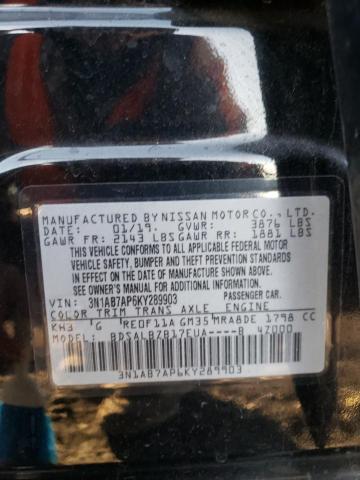 MANUFACTURED BY NISSAN MOTOR CO., LTD.
DATE: 01/19. GVWR: 3876 LBS
GAWR FR: 2143 LBS GAWR RR: 1881 LBS
THIS VEHICLE CONFORMS TO ALL APPLICABLE FEDERAL MOTOR
VEHICLE SAFETY, BUMPER AND THEFT PREVENTION
STANDARDS IN EFFECT ON THE DATE OF MANUFACTURE SHOWN ABOVE.
SEE OWNER'S MANUAL FOR ADDITIONAL INFORMATION
VIN: 3N1AB7AP6KY289903 PASSENGER CAR.
COLOR TRIM TRANS AXLE ENGINE
KH3 G RE0F11A GM35 MRA8DE 1798 CC
MODEL: BDSALBZB17EUA----B 47000
3N1AB7AP6KY289903